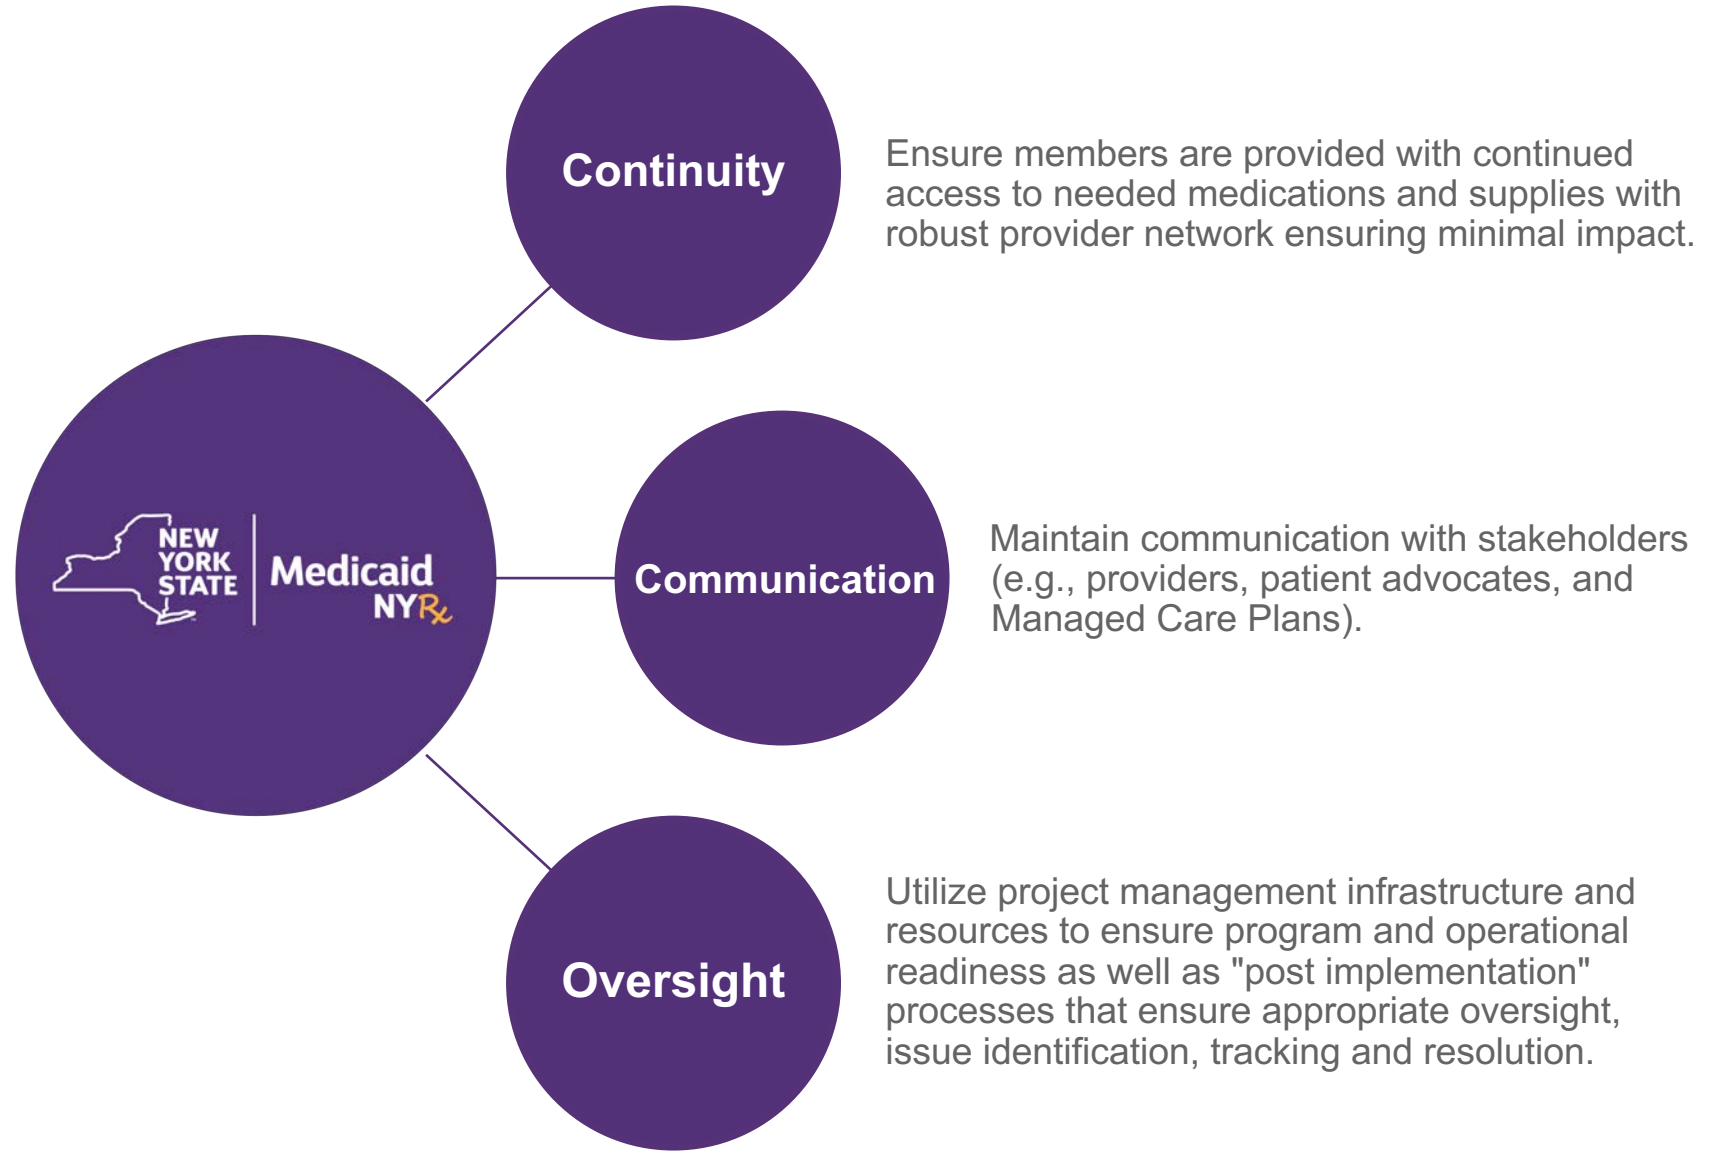 Continuity
Ensure members are provided with continued
access to needed medications and supplies with
robust provider network ensuring minimal impact.
NEW
YORK
STATE
Medicaid
NYRx
Communication
Maintain communication with stakeholders
(e.g., providers, patient advocates, and
Managed Care Plans).
Oversight
Utilize project management infrastructure and
resources to ensure program and operational
readiness as well as "post implementation"
processes that ensure appropriate oversight,
issue identification, tracking and resolution.